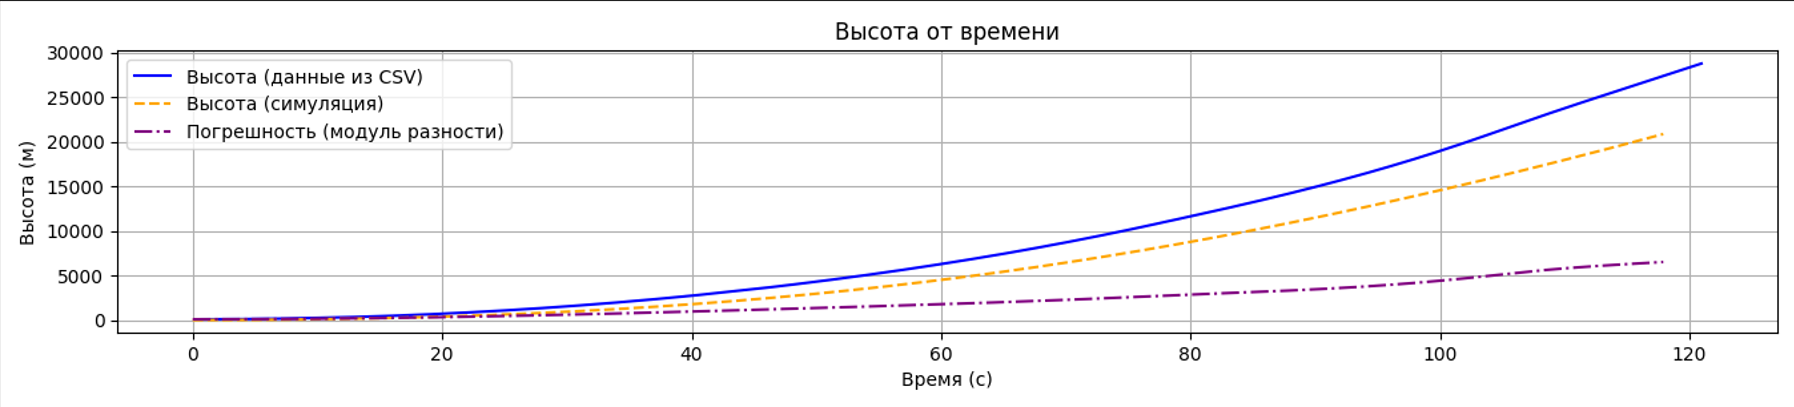 Высота от времени
Высота (м)
30000
25000
20000
15000
10000
5000
0
Высота (данные из CSV)
Высота (симуляция)
Погрешность (модуль разности)
0 20 40 60 80 100 120
Время (с)